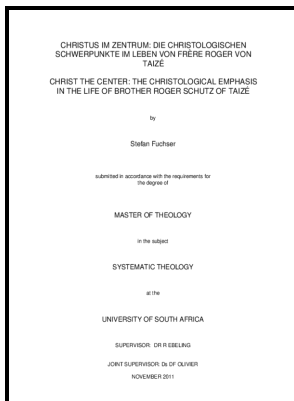 CHRISTUS IM ZENTRUM: DIE CHRISTOLOGISCHEN
SCHWERPUNKTE IM LEBEN VON FRÈRE ROGER VON
TAIZÉ
CHRIST THE CENTER: THE CHRISTOLOGICAL EMPHASIS
IN THE LIFE OF BROTHER ROGER SCHUTZ OF TAIZÉ
by
Stefan Fuchser
submitted in accordance with the requirements for
the degree of
MASTER OF THEOLOGY
in the subject
SYSTEMATIC THEOLOGY
at the
UNIVERSITY OF SOUTH AFRICA
SUPERVISOR: DR R EBELING
JOINT SUPERVISOR: Ds DF OLIVIER
NOVEMBER 2011